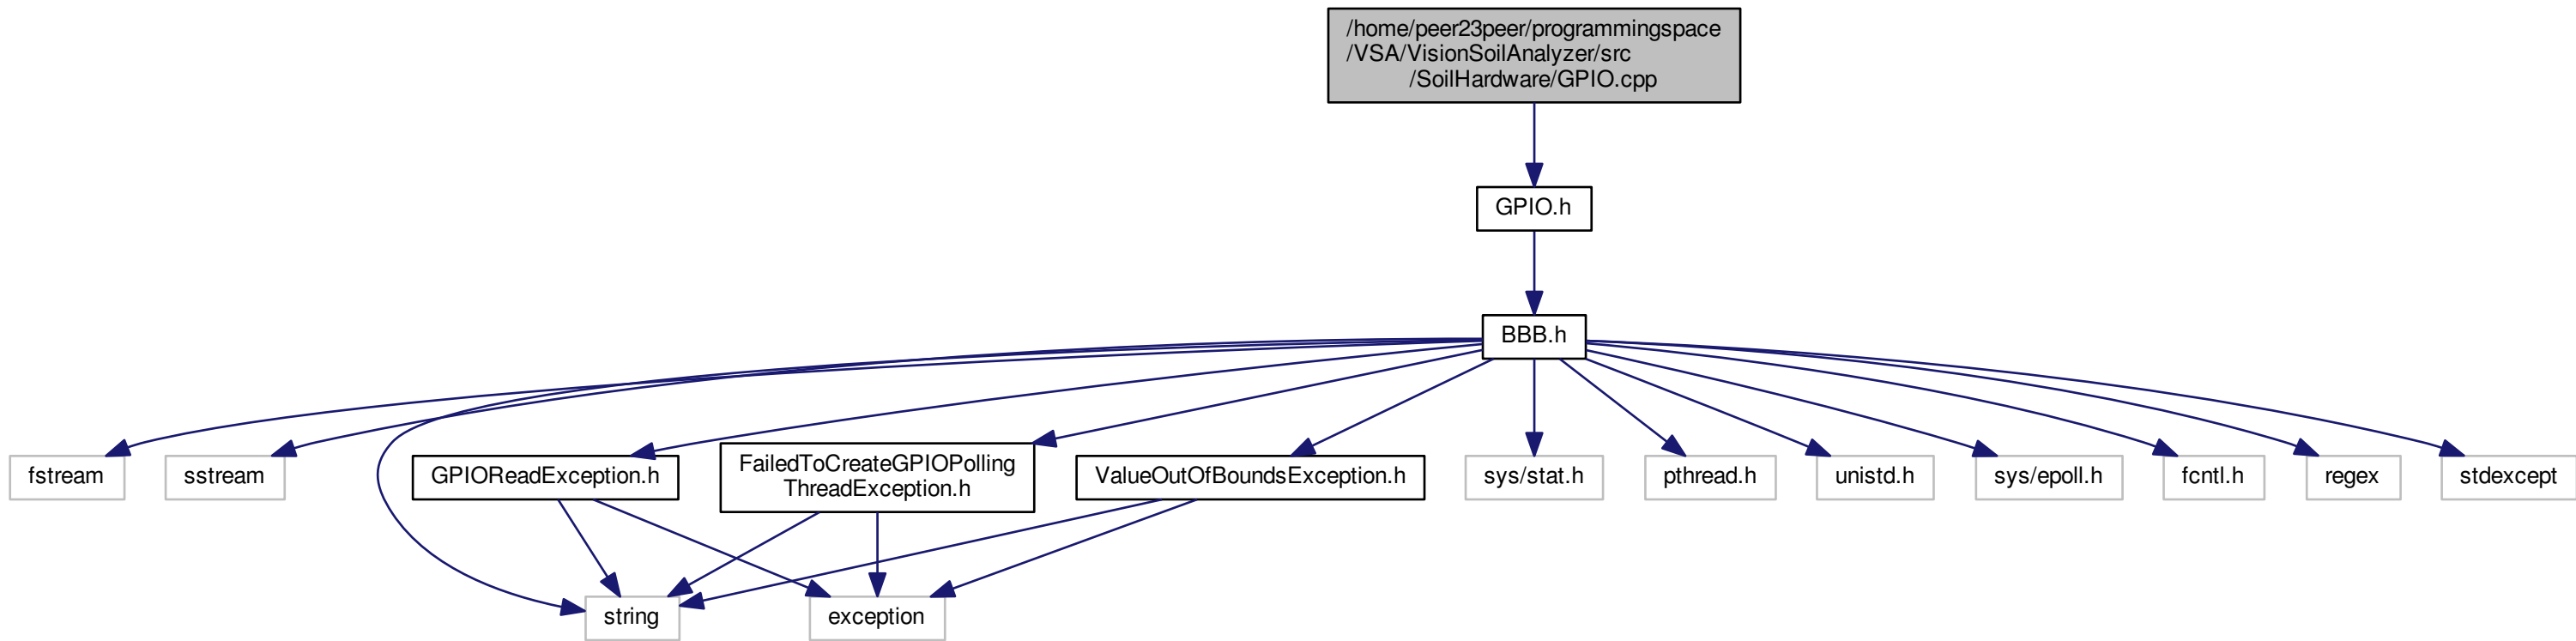 /home/peer23peer/programmingspace
/VSA/VisionSoilAnalyzer/src
/SoilHardware/GPIO.cpp
GPIO.h
BBB.h
fstream
sstream
GPIOReadException.h
FailedToCreateGPIOPolling
ThreadException.h
ValueOutOfBoundsException.h
sys/stat.h
pthread.h
unistd.h
sys/epoll.h
fcntl.h
regex
stdexcept
string
exception